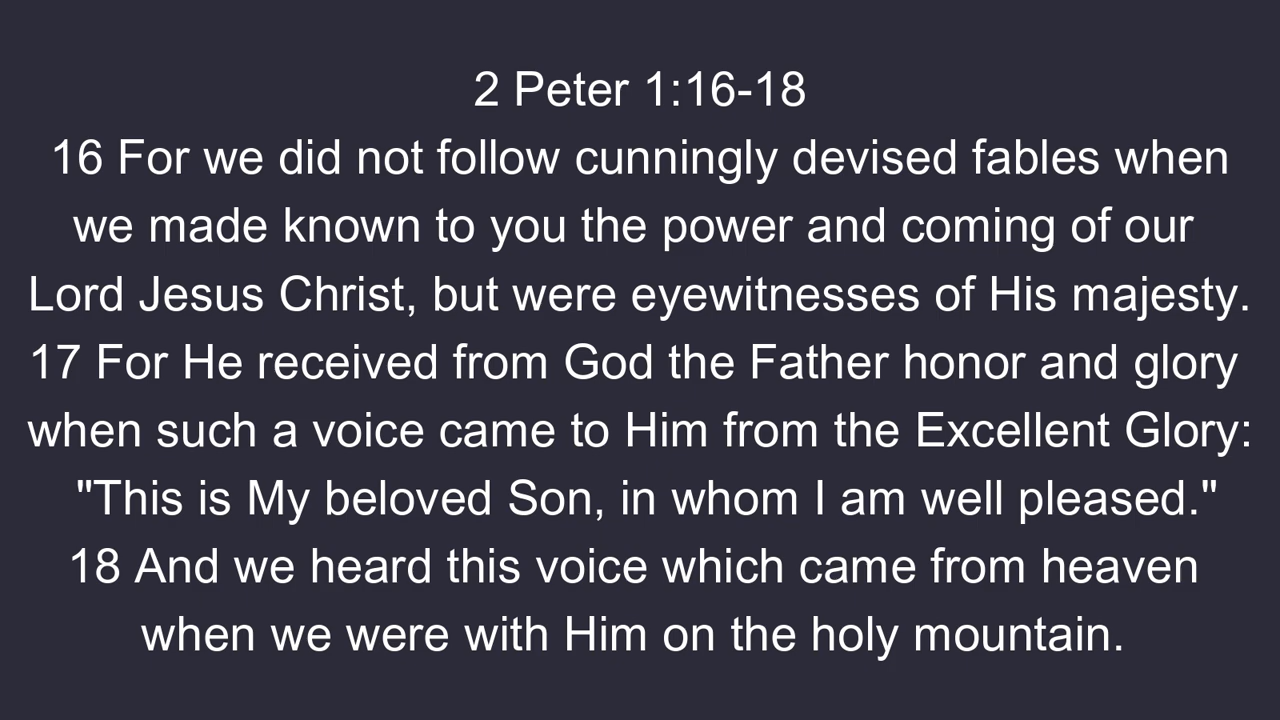 2 Peter 1:16-18
16 For we did not follow cunningly devised fables when
we made known to you the power and coming of our
Lord Jesus Christ, but were eyewitnesses of His majesty.
17 For He received from God the Father honor and glory
when such a voice came to Him from the Excellent Glory:
"This is My beloved Son, in whom I am well pleased."
18 And we heard this voice which came from heaven
when we were with Him on the holy mountain.